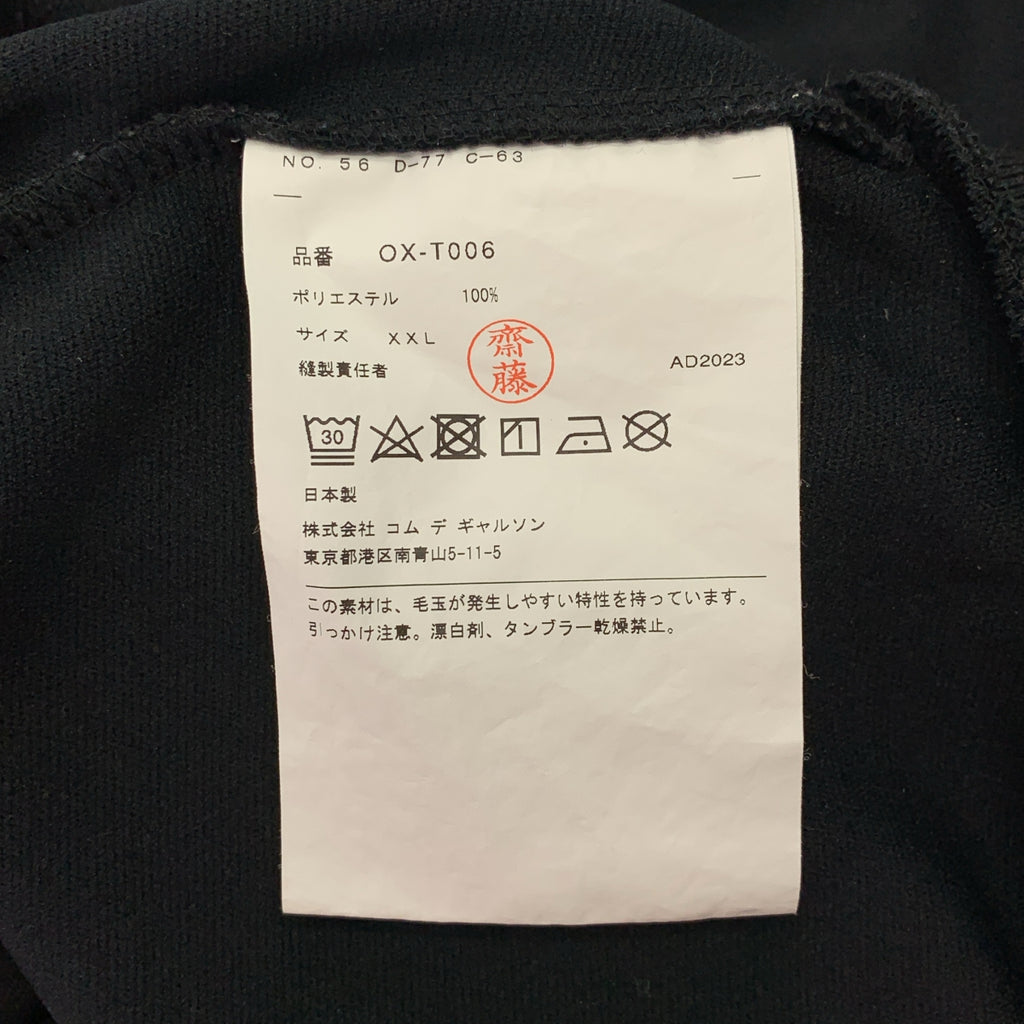 NO. 56 D-77 C-63
品番 OX-T006
ポリエステル 100%
サイズ XXL
縫製責任者 齋藤 AD2023
30
日本製
株式会社 コム デ ギャルソン
東京都港区南青山5-11-5
この素材は、毛玉が発生しやすい特性を持っています。
引っかけ注意。漂白剤、タンブラー乾燥禁止。